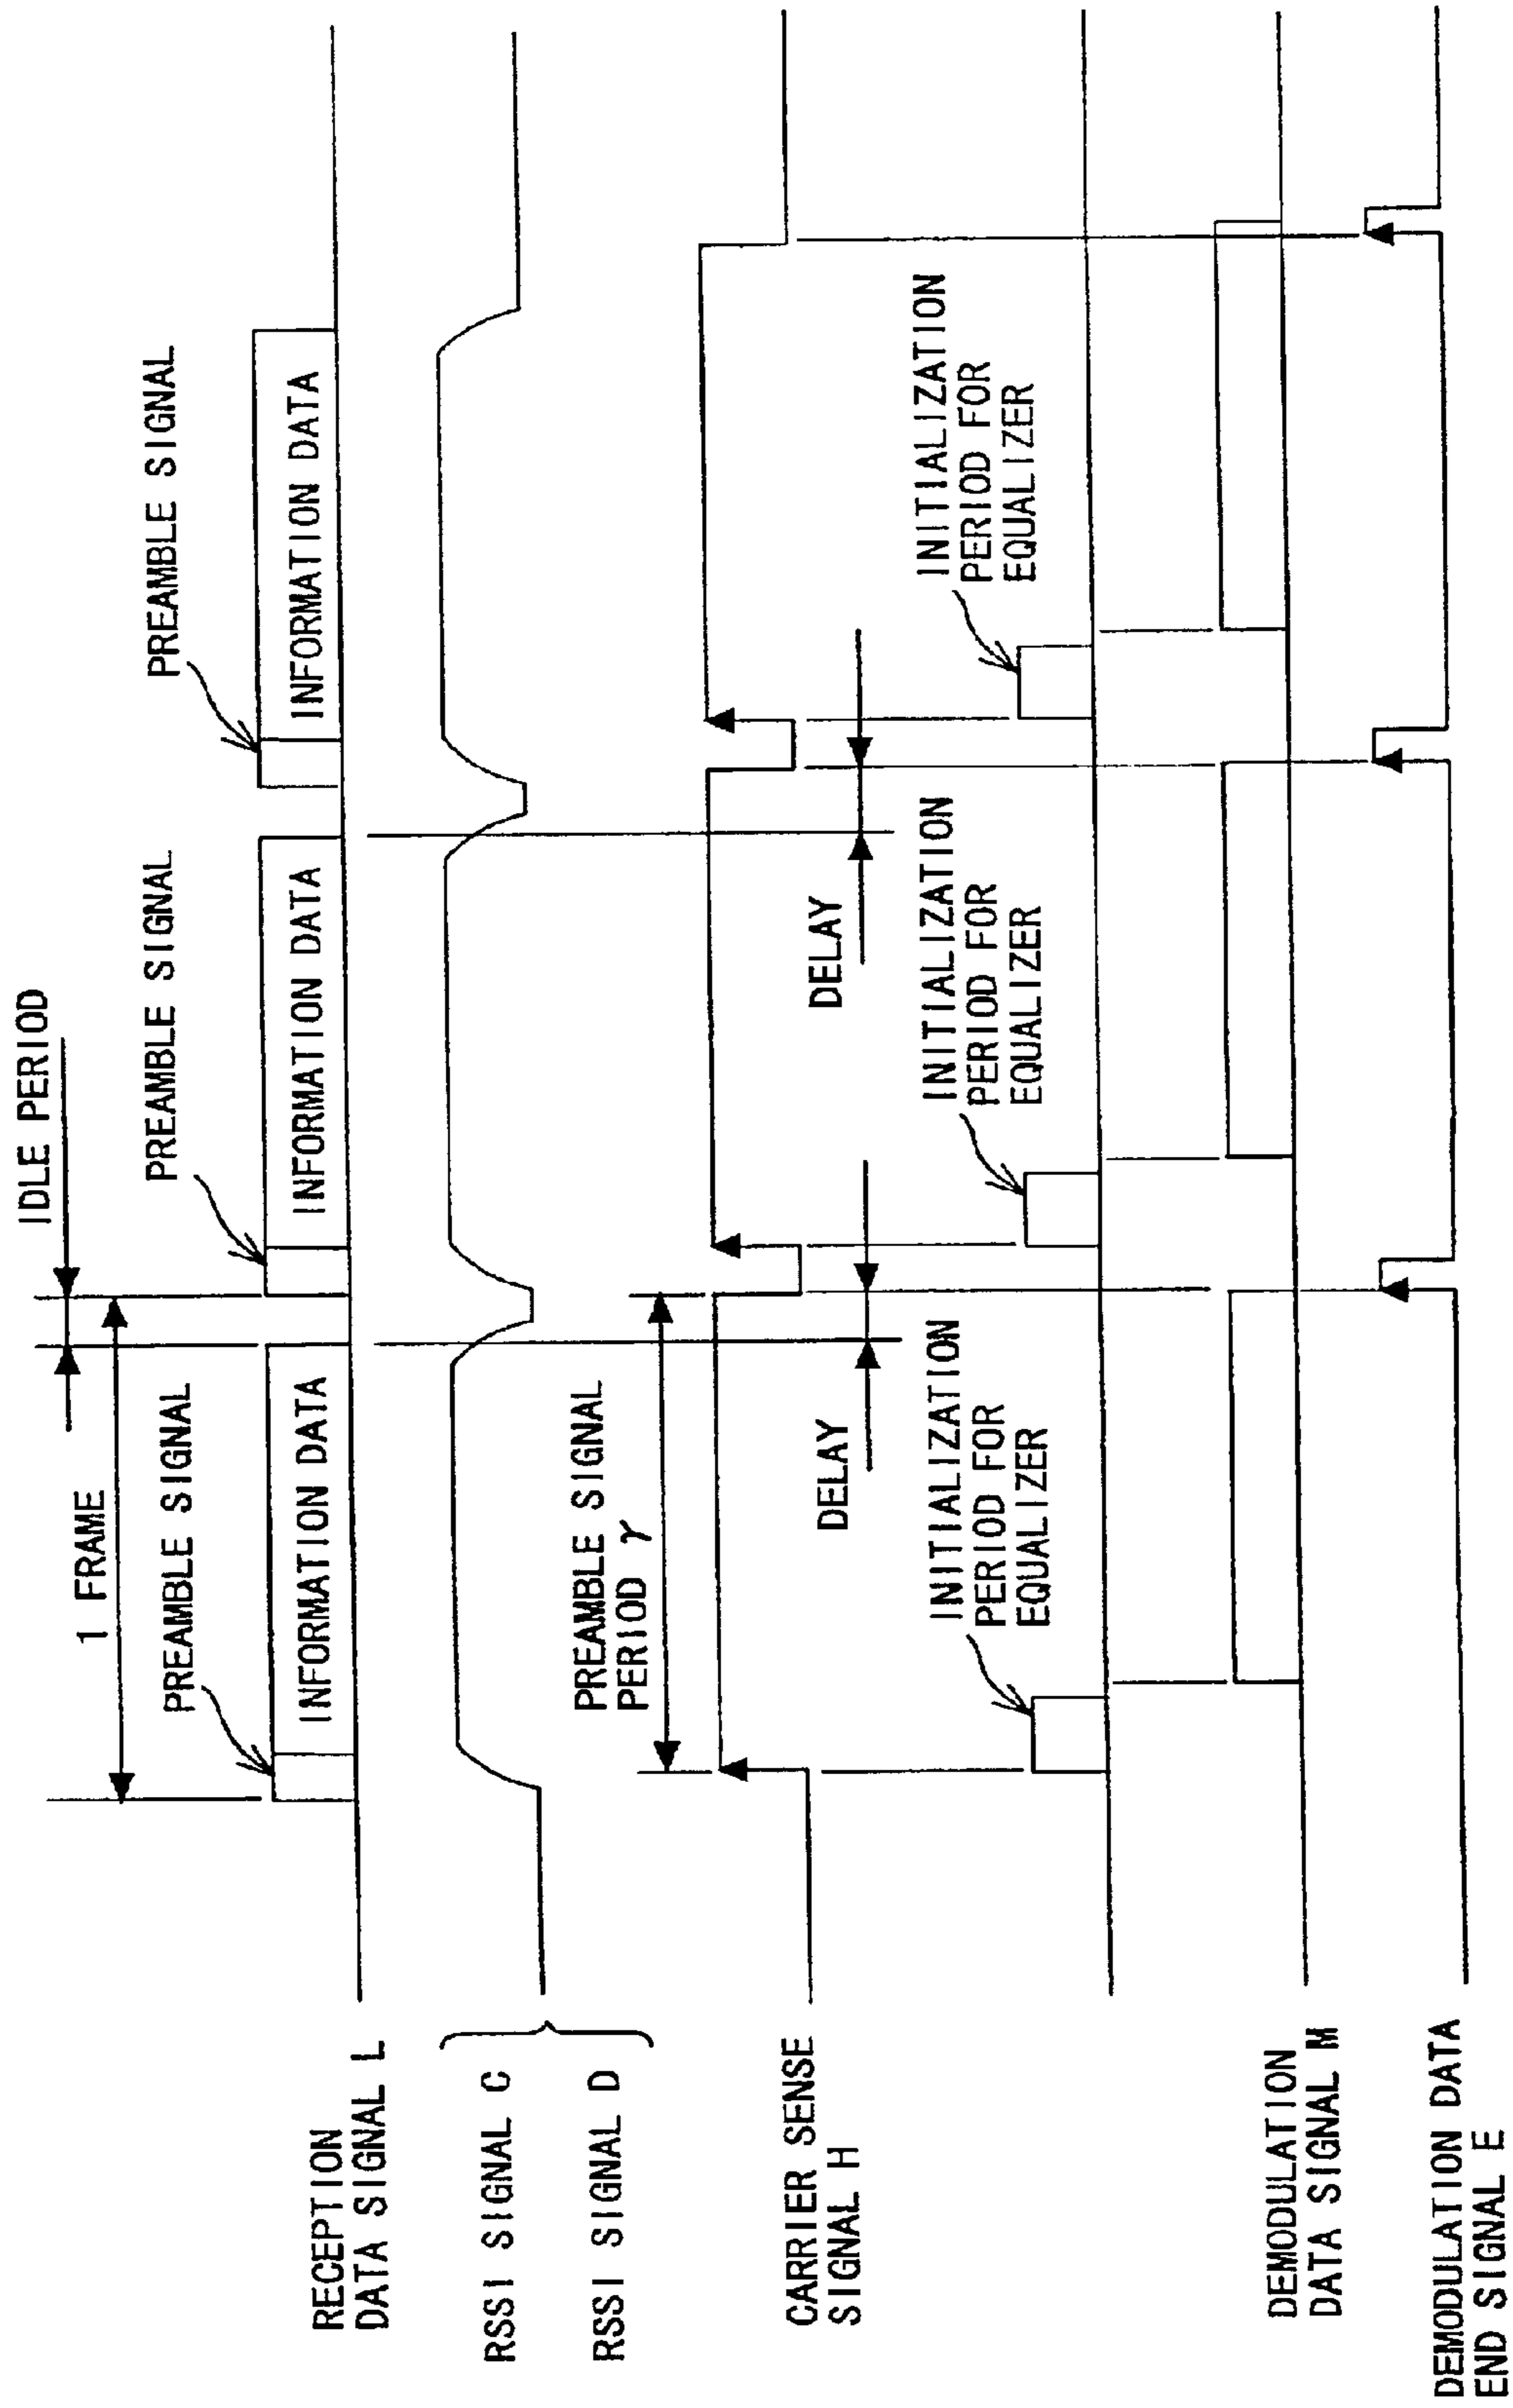 IDLE PERIOD
1 FRAME
PREAMBLE SIGNAL
PREAMBLE SIGNAL
PREAMBLE SIGNAL
RECEPTION
DATA SIGNAL L
INFORMATION DATA
INFORMATION DATA
INFORMATION DATA
RSSI SIGNAL C
RSSI SIGNAL D
PREAMBLE SIGNAL
PERIOD γ
CARRIER SENSE
SIGNAL H
DELAY
DELAY
INITIALIZATION
PERIOD FOR
EQUALIZER
INITIALIZATION
PERIOD FOR
EQUALIZER
INITIALIZATION
PERIOD FOR
EQUALIZER
DEMODULATION
DATA SIGNAL M
DEMODULATION DATA
END SIGNAL E